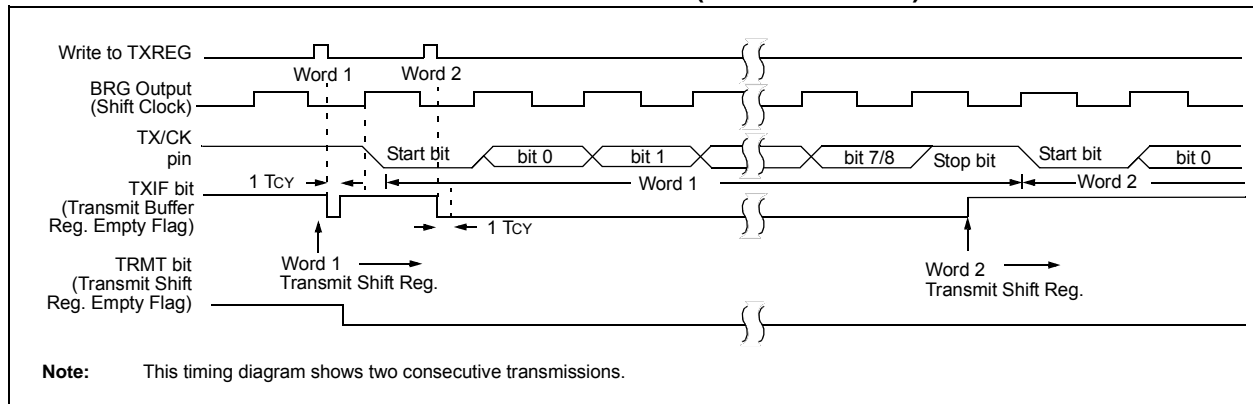 Write to TXREG
Word 1
Word 2
BRG Output
(Shift Clock)
TX/CK
pin
Start bit
bit 0
bit 1
bit 7/8
Stop bit
Start bit
bit 0
1 TCY
Word 1
Word 2
TXIF bit
(Transmit Buffer
Reg. Empty Flag)
1 TCY
Word 1
Transmit Shift Reg.
Word 2
Transmit Shift Reg.
TRMT bit
(Transmit Shift
Reg. Empty Flag)
Note: This timing diagram shows two consecutive transmissions.